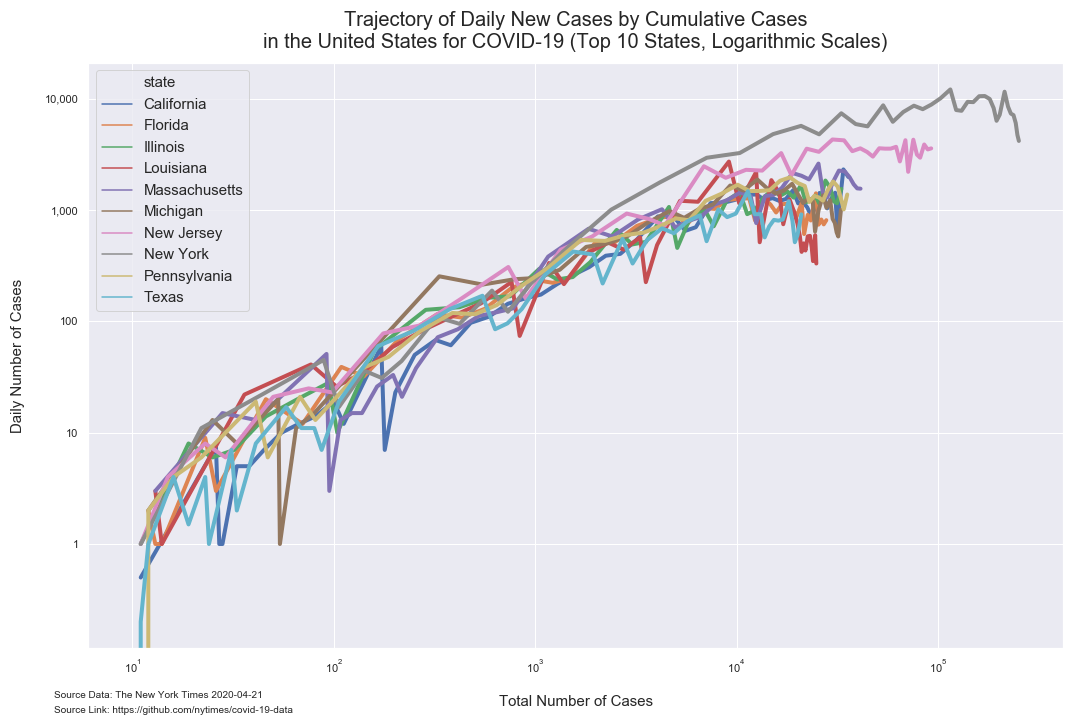 Trajectory of Daily New Cases by Cumulative Cases
in the United States for COVID-19 (Top 10 States, Logarithmic Scales)
state
California
Florida
Illinois
Louisiana
Massachusetts
Michigan
New Jersey
New York
Pennsylvania
Texas
Daily Number of Cases
10,000
1,000
100
10
1
10¹
10²
10³
10⁴
10⁵
Total Number of Cases
Source Data: The New York Times 2020-04-21
Source Link: https://github.com/nytimes/covid-19-data